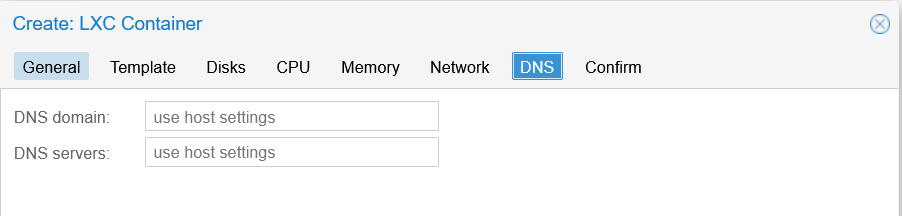 Create: LXC Container
General Template Disks CPU Memory Network DNS Confirm
DNS domain: use host settings
DNS servers: use host settings